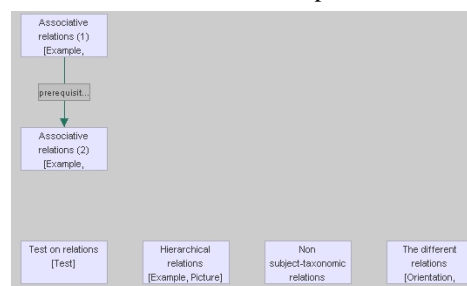 Associative
relations (1)
[Example,
prerequisit...
Associative
relations (2)
[Example,
Test on relations
[Test]
Hierarchical
relations
[Example, Picture]
Non
subject-taxonomic
relations
The different
relations
[Orientation,